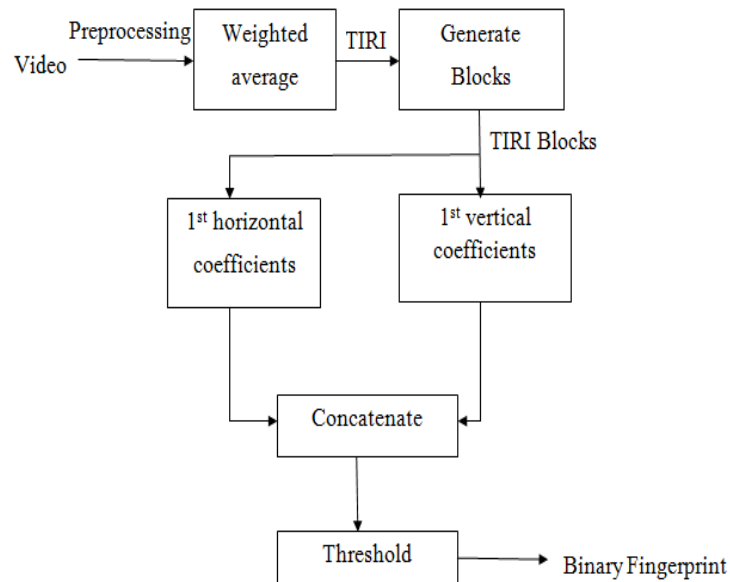 Preprocessing
Video
Weighted
average
TIRI
Generate
Blocks
TIRI Blocks
1st horizontal
coefficients
1st vertical
coefficients
Concatenate
Threshold
Binary Fingerprint